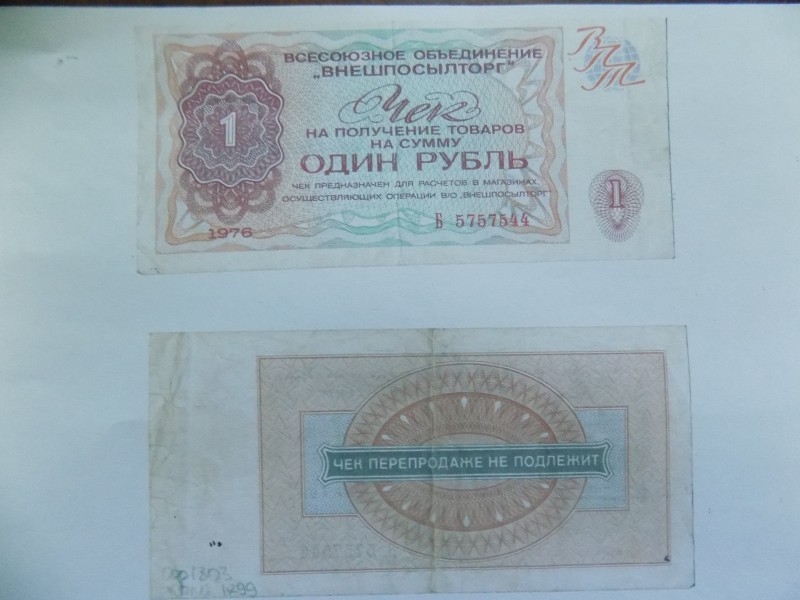 ВСЕСОЮЗНОЕ ОБЪЕДИНЕНИЕ
„ВНЕШПОСЫЛТОРГ"
ВПТ
Чек
НА ПОЛУЧЕНИЕ ТОВАРОВ
НА СУММУ
ОДИН РУБЛЬ
ЧЕК ПРЕДНАЗНАЧЕН ДЛЯ РАСЧЕТОВ В МАГАЗИНАХ,
ОСУЩЕСТВЛЯЮЩИХ ОПЕРАЦИИ В/О „ВНЕШПОСЫЛТОРГ"
1
1
1976
Б 5757544
ЧЕК ПЕРЕПРОДАЖЕ НЕ ПОДЛЕЖИТ